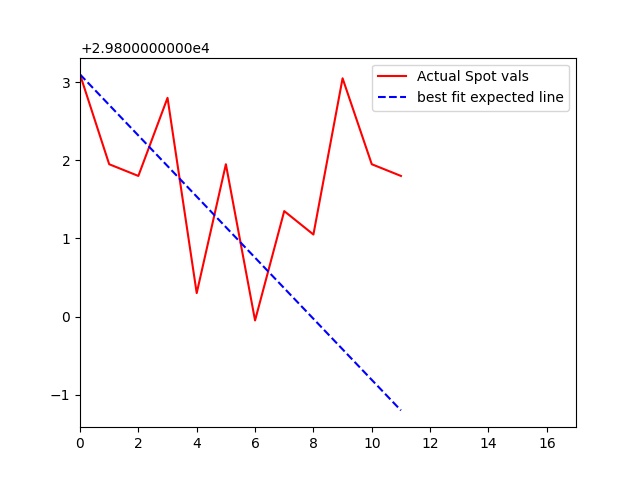 +2.9800000000e4
Actual Spot vals
best fit expected line
3
2
1
0
−1
0 2 4 6 8 10 12 14 16